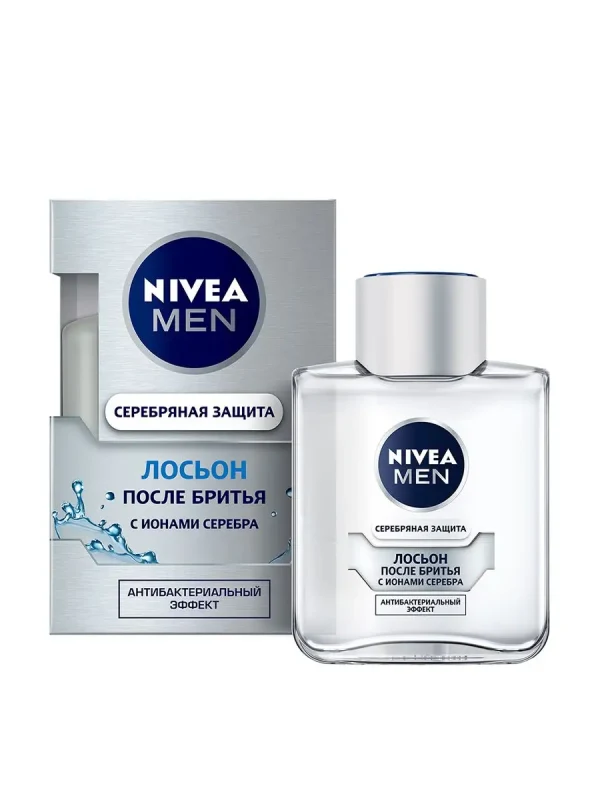 NIVEA
MEN
СЕРЕБРЯНАЯ ЗАЩИТА
ЛОСЬОН
ПОСЛЕ БРИТЬЯ
С ИОНАМИ СЕРЕБРА
АНТИБАКТЕРИАЛЬНЫЙ
ЭФФЕКТ
NIVEA
MEN
СЕРЕБРЯНАЯ ЗАЩИТА
ЛОСЬОН
ПОСЛЕ БРИТЬЯ
С ИОНАМИ СЕРЕБРА
АНТИБАКТЕРИАЛЬНЫЙ
ЭФФЕКТ